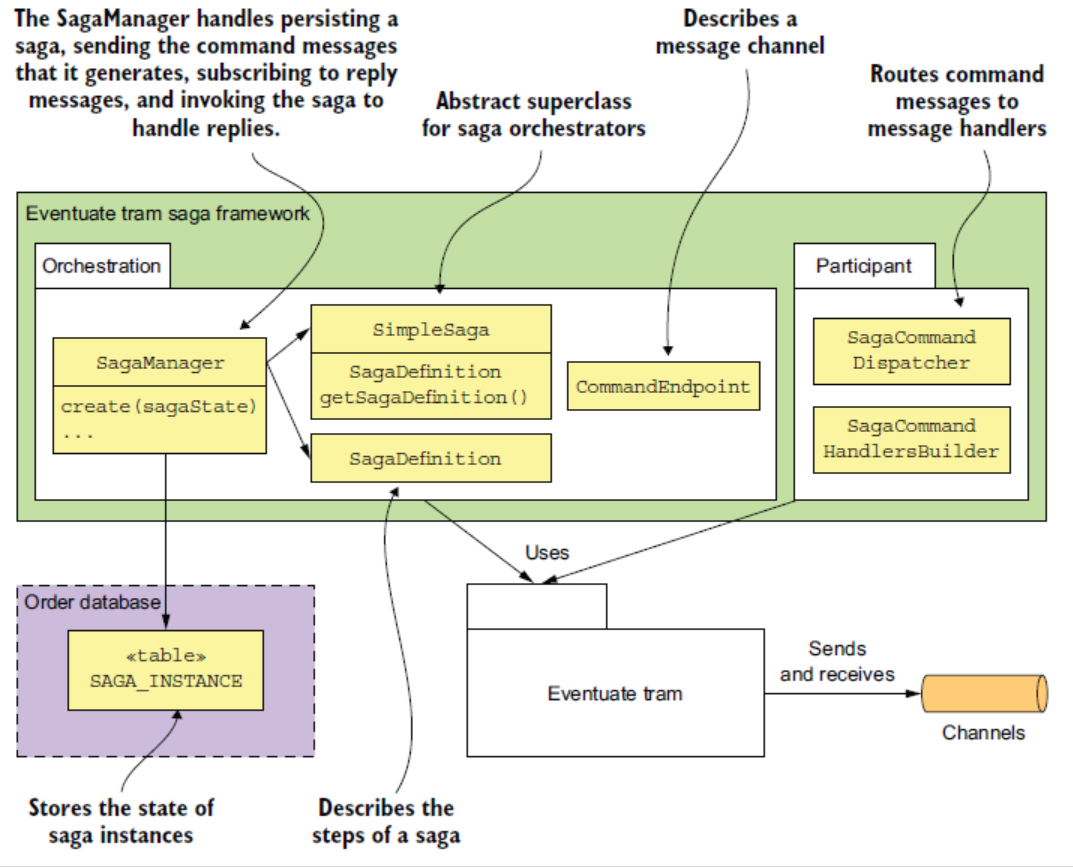 The SagaManager handles persisting a
saga, sending the command messages
that it generates, subscribing to reply
messages, and invoking the saga to
handle replies.
Abstract superclass
for saga orchestrators
Describes a
message channel
Routes command
messages to
message handlers
Eventuate tram saga framework
Orchestration
SagaManager
create(sagaState)
...
SimpleSaga
SagaDefinition
getSagaDefinition()
SagaDefinition
CommandEndpoint
Participant
SagaCommand
Dispatcher
SagaCommand
HandlersBuilder
Uses
Order database
«table»
SAGA_INSTANCE
Eventuate tram
Sends
and receives
Channels
Stores the state of
saga instances
Describes the
steps of a saga